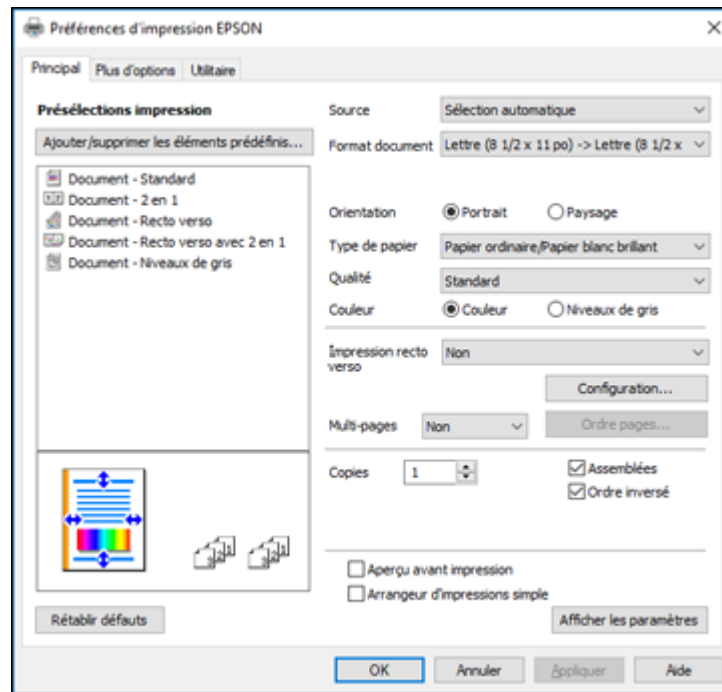 Préférences d'impression EPSON
Principal
Plus d'options
Utilitaire
Présélections impression
Ajouter/supprimer les éléments prédéfinis...
Document - Standard
Document - 2 en 1
Document - Recto verso
Document - Recto verso avec 2 en 1
Document - Niveaux de gris
Rétablir défauts
Source
Sélection automatique
Format document
Lettre (8 1/2 x 11 po) -> Lettre (8 1/2 x
Orientation
Portrait
Paysage
Type de papier
Papier ordinaire/Papier blanc brillant
Qualité
Standard
Couleur
Couleur
Niveaux de gris
Impression recto
verso
Non
Configuration...
Multi-pages
Non
Ordre pages...
Copies
1
Assemblées
Ordre inversé
Aperçu avant impression
Arrangeur d'impressions simple
Afficher les paramètres
OK
Annuler
Appliquer
Aide